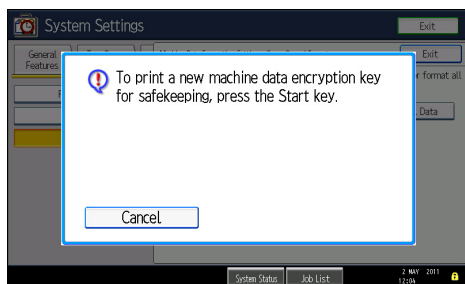 System Settings
Exit
General
Features
Exit
To print a new machine data encryption key
for safekeeping, press the Start key.
r format all
Data
Cancel
System Status
Job List
2 MAY 2011
12:04